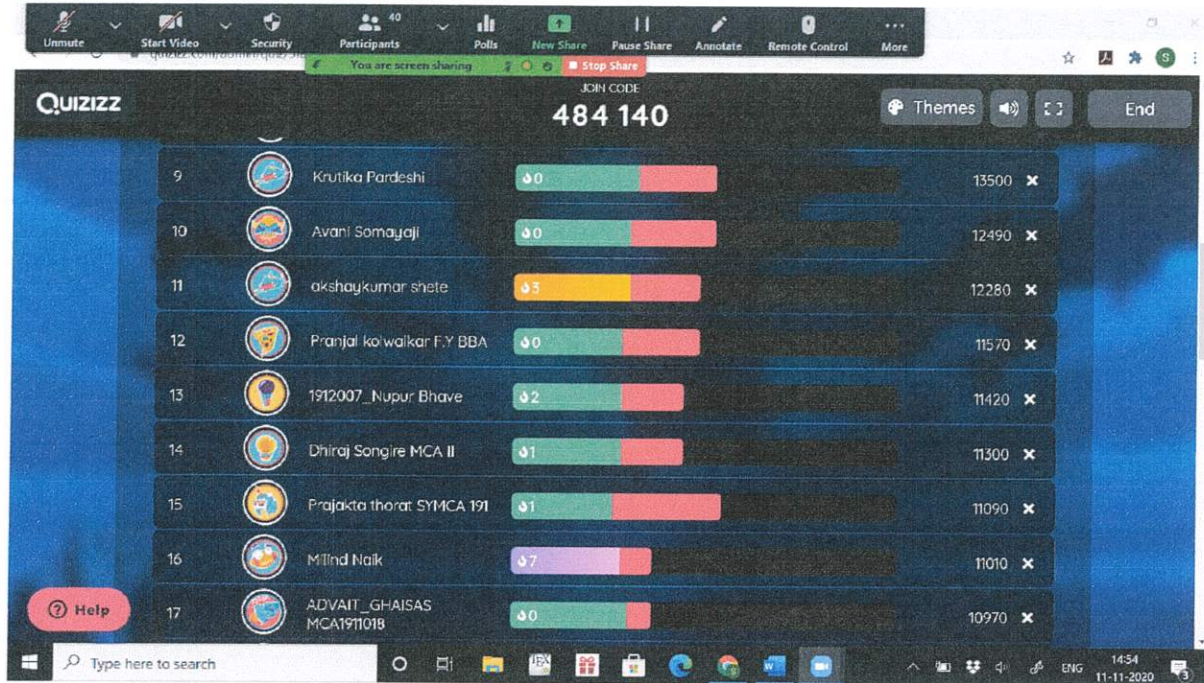 40
Unmute Start Video Security Participants Polls New Share Pause Share Annotate Remote Control More
You are screen sharing Stop Share
S
Quizizz
JOIN CODE
484 140
Themes End
9 Krutika Pardeshi 0 13500
10 Avani Somayaji 0 12490
11 akshaykumar shete 3 12280
12 Pranjal kolwalkar F.Y BBA 0 11570
13 1912007_Nupur Bhave 2 11420
14 Dhiraj Songire MCA II 1 11300
15 Prajakta thorat SYMCA 191 1 11090
16 Milind Naik 7 11010
17 ADVAIT_GHAISAS
MCA1911018 0 10970
Help
Type here to search
ENG 14:54
11-11-2020 3